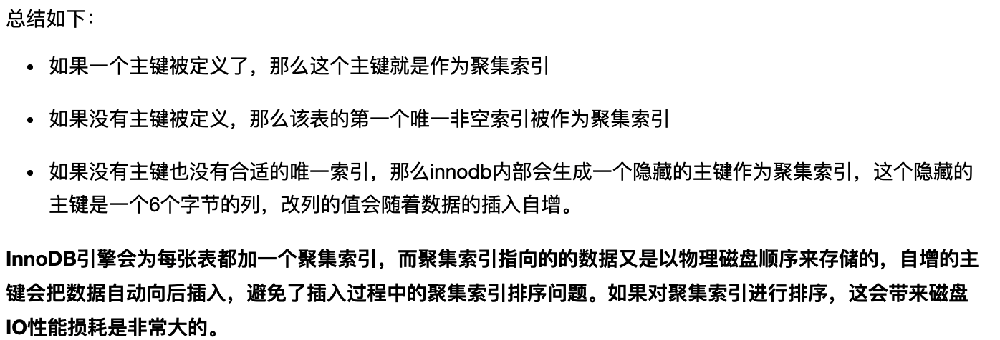 总结如下：
• 如果一个主键被定义了，那么这个主键就是作为聚集索引
• 如果没有主键被定义，那么该表的第一个唯一非空索引被作为聚集索引
• 如果没有主键也没有合适的唯一索引，那么innodb内部会生成一个隐藏的主键作为聚集索引，这个隐藏的
主键是一个6个字节的列，改列的值会随着数据的插入自增。
InnoDB引擎会为每张表都加一个聚集索引，而聚集索引指向的的数据又是以物理磁盘顺序来存储的，自增的主
键会把数据自动向后插入，避免了插入过程中的聚集索引排序问题。如果对聚集索引进行排序，这会带来磁盘
IO性能损耗是非常大的。